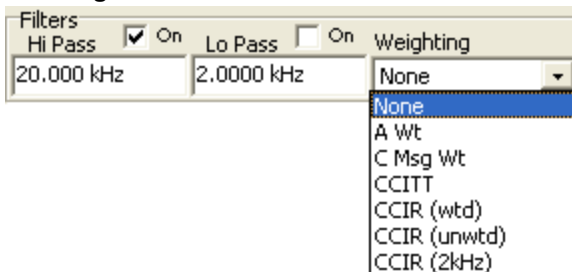 Filters
Hi Pass On Lo Pass On Weighting
20.000 kHz 2.0000 kHz None
None
A Wt
C Msg Wt
CCITT
CCIR (wtd)
CCIR (unwtd)
CCIR (2kHz)